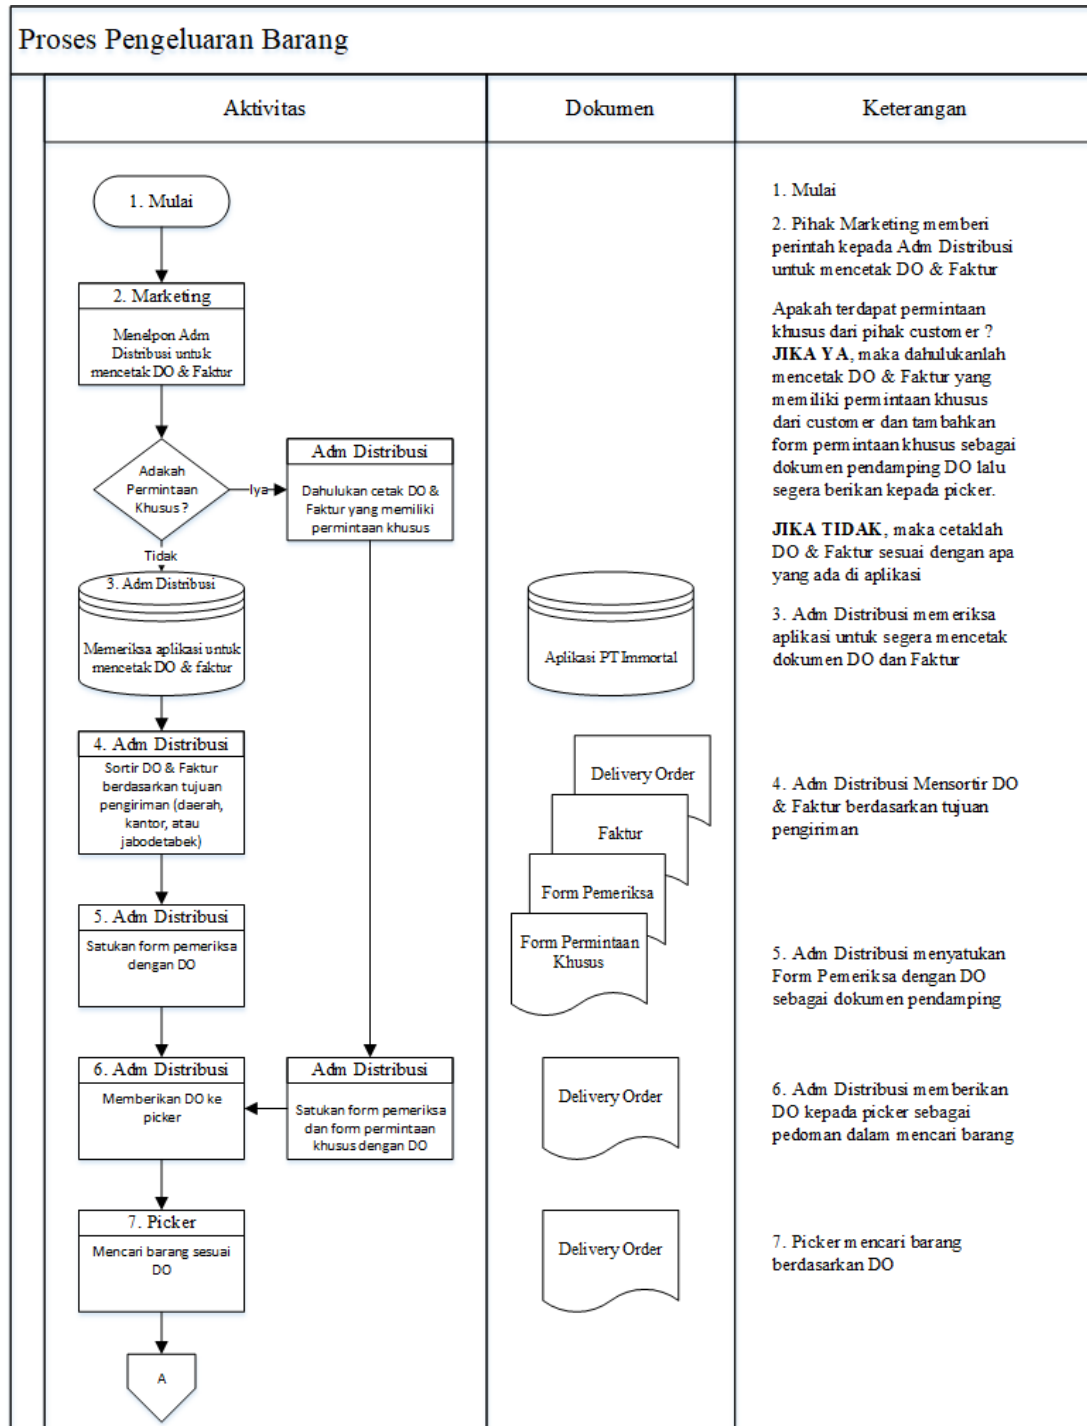 Proses Pengeluaran Barang
Aktivitas
Dokumen
Keterangan
1. Mulai
2. Marketing
Menelpon Adm
Distribusi untuk
mencetak DO & Faktur
Adakah
Permintaan
Khusus ?
Iya
Tidak
Adm Distribusi
Dahulukan cetak DO &
Faktur yang memiliki
permintaan khusus
3. Adm Distribusi
Memeriksa aplikasi untuk
mencetak DO & faktur
4. Adm Distribusi
Sortir DO & Faktur
berdasarkan tujuan
pengiriman (daerah,
kantor, atau
jabodetabek)
5. Adm Distribusi
Satukan form pemeriksa
dengan DO
6. Adm Distribusi
Memberikan DO ke
picker
Adm Distribusi
Satukan form pemeriksa
dan form permintaan
khusus dengan DO
7. Picker
Mencari barang sesuai
DO
A
Aplikasi PT Immortal
Delivery Order
Faktur
Form Pemeriksa
Form Permintaan
Khusus
Delivery Order
Delivery Order
1. Mulai
2. Pihak Marketing memberi
perintah kepada Adm Distribusi
untuk mencetak DO & Faktur
Apakah terdapat permintaan
khusus dari pihak customer ?
JIKA YA, maka dahulukanlah
mencetak DO & Faktur yang
memiliki permintaan khusus
dari customer dan tambahkan
form permintaan khusus sebagai
dokumen pendamping DO lalu
segera berikan kepada picker.
JIKA TIDAK, maka cetaklah
DO & Faktur sesuai dengan apa
yang ada di aplikasi
3. Adm Distribusi memeriksa
aplikasi untuk segera mencetak
dokumen DO dan Faktur
4. Adm Distribusi Mensortir DO
& Faktur berdasarkan tujuan
pengiriman
5. Adm Distribusi menyatukan
Form Pemeriksa dengan DO
sebagai dokumen pendamping
6. Adm Distribusi memberikan
DO kepada picker sebagai
pedoman dalam mencari barang
7. Picker mencari barang
berdasarkan DO